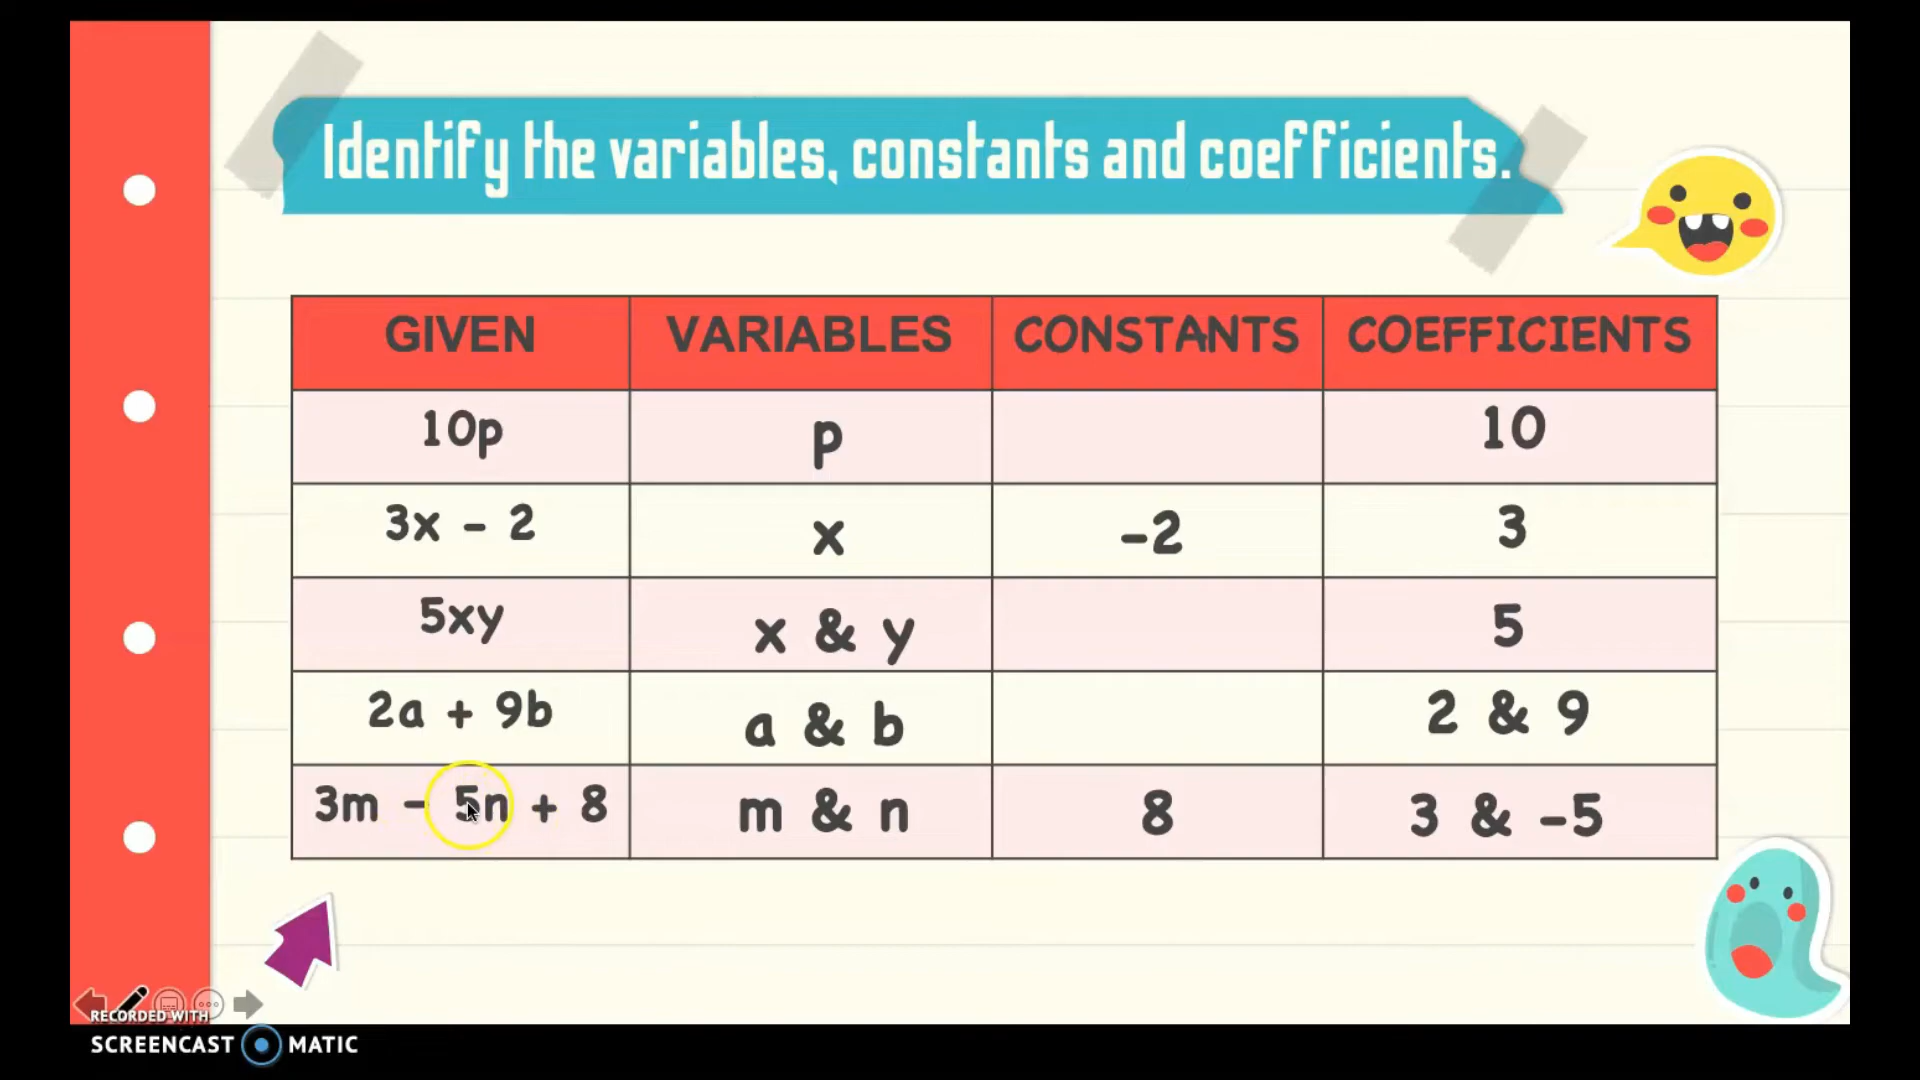 Identify the variables, constants and coefficients.
GIVEN VARIABLES CONSTANTS COEFFICIENTS
10p p 10
3x - 2 x -2 3
5xy x & y 5
2a + 9b a & b 2 & 9
3m - 5n + 8 m & n 8 3 & -5
RECORDED WITH
SCREENCAST MATIC